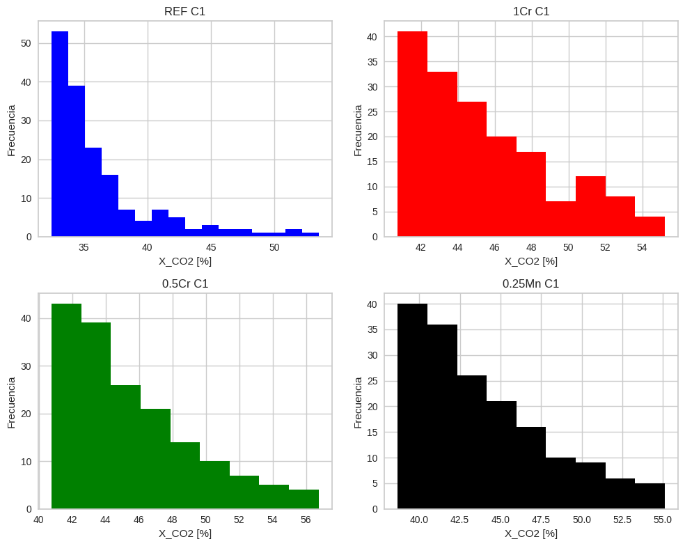 REF C1
50
40
30
20
10
0
Frecuencia
35 40 45 50
X_CO2 [%]
1Cr C1
40
35
30
25
20
15
10
5
0
Frecuencia
42 44 46 48 50 52 54
X_CO2 [%]
0.5Cr C1
40
30
20
10
0
Frecuencia
40 42 44 46 48 50 52 54 56
X_CO2 [%]
0.25Mn C1
40
35
30
25
20
15
10
5
0
Frecuencia
40.0 42.5 45.0 47.5 50.0 52.5 55.0
X_CO2 [%]